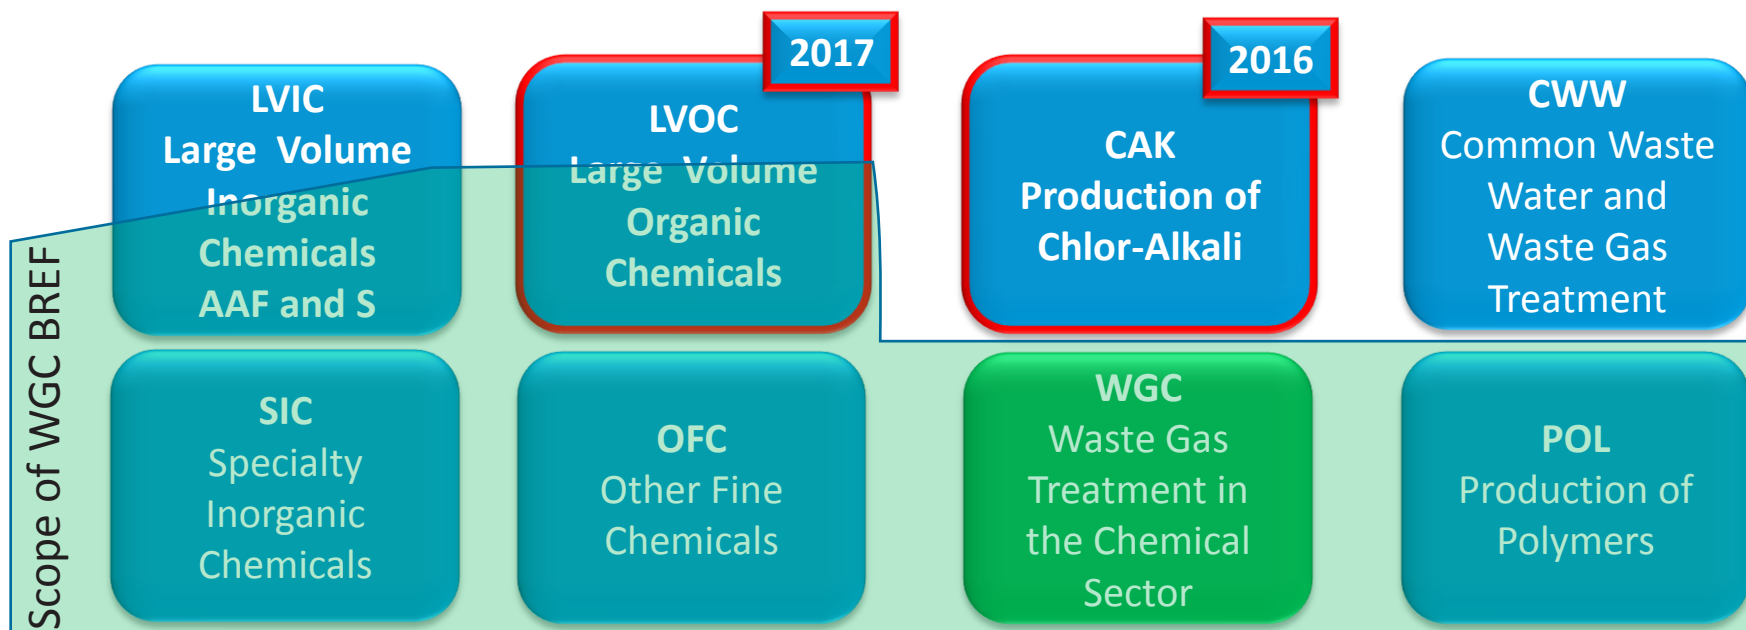 Scope of WGC BREF
LVIC
Large Volume
Inorganic
Chemicals
AAF and S
2017
LVOC
Large Volume
Organic
Chemicals
2016
CAK
Production of
Chlor-Alkali
CWW
Common Waste
Water and
Waste Gas
Treatment
SIC
Specialty
Inorganic
Chemicals
OFC
Other Fine
Chemicals
WGC
Waste Gas
Treatment in
the Chemical
Sector
POL
Production of
Polymers